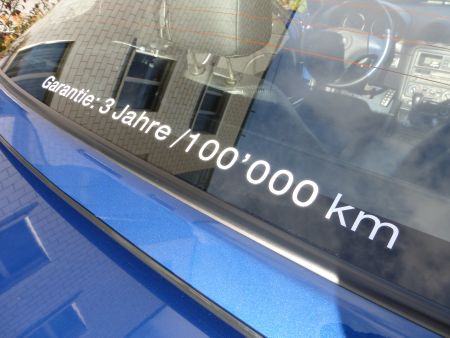 Garantie: 3 Jahre /100’000 km